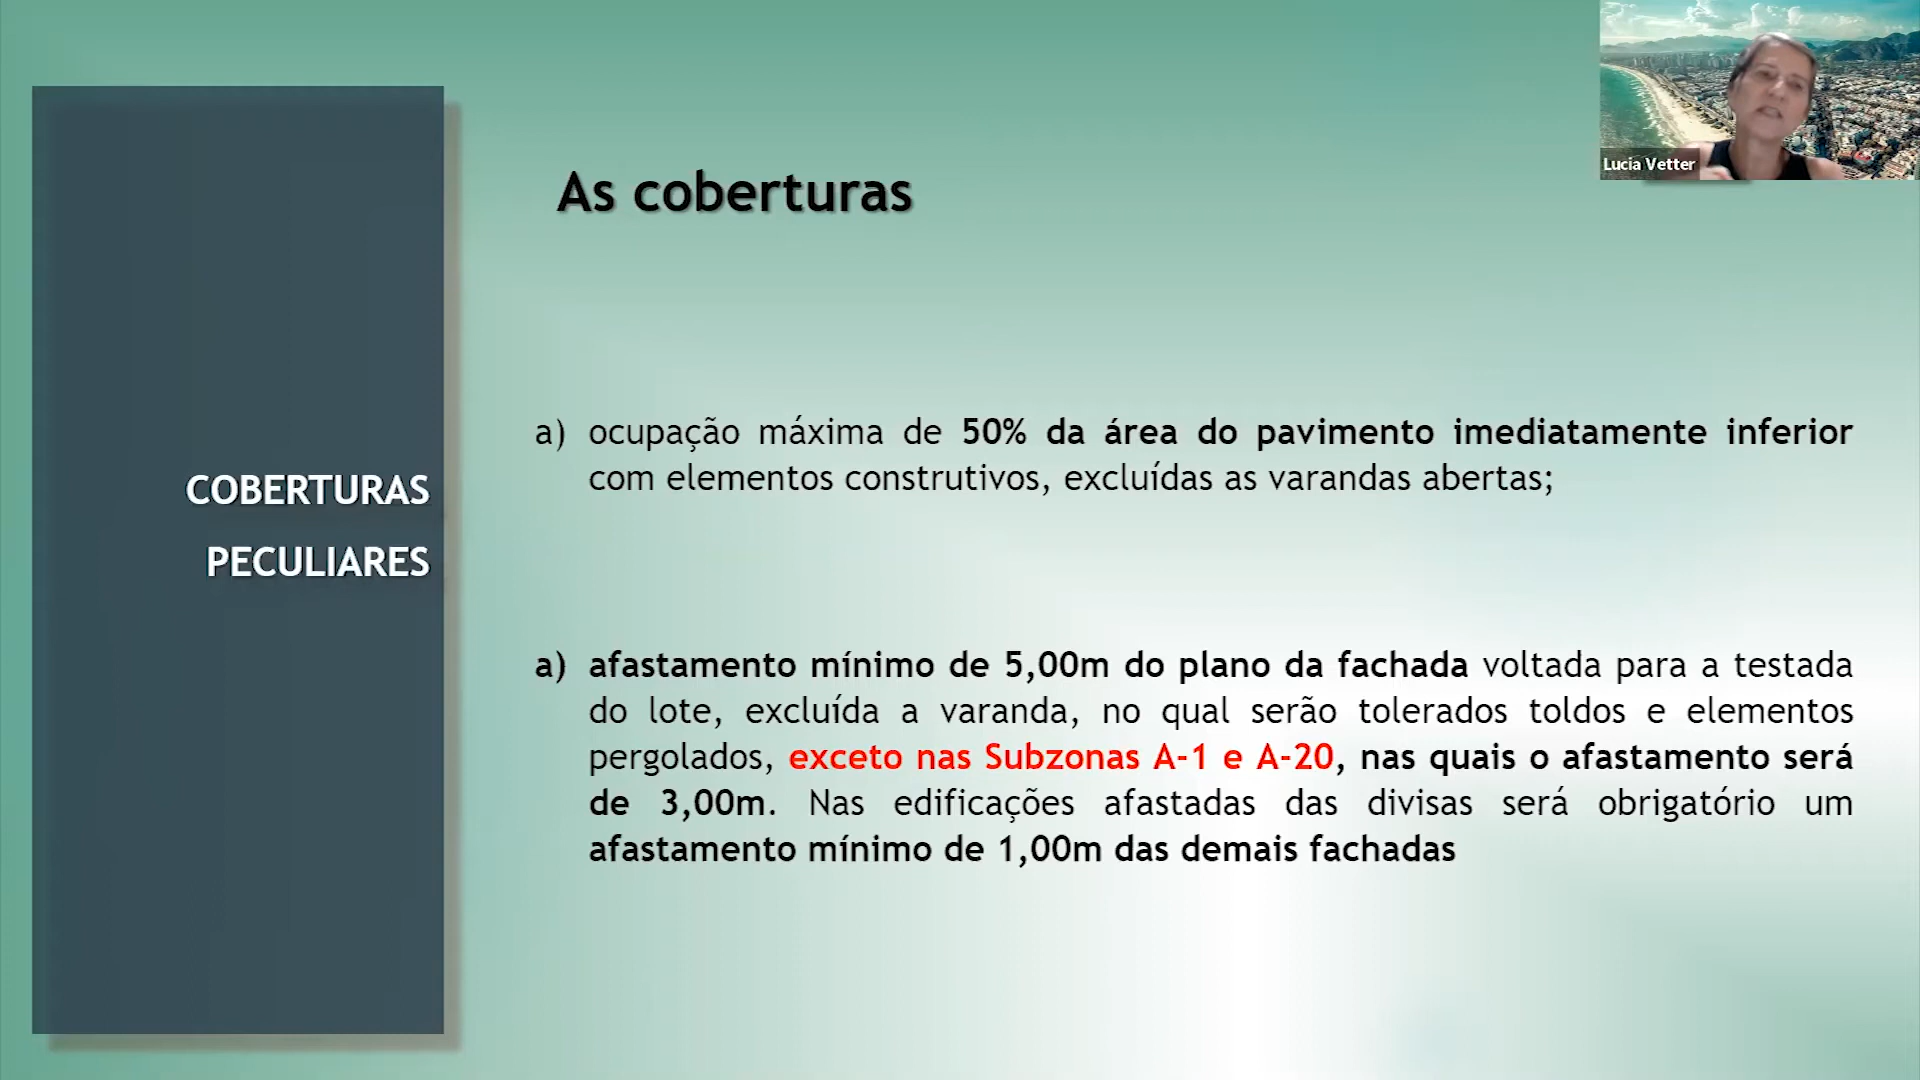 Lucia Vetter
As coberturas
COBERTURAS
PECULIARES
a) ocupação máxima de 50% da área do pavimento imediatamente inferior
com elementos construtivos, excluídas as varandas abertas;
a) afastamento mínimo de 5,00m do plano da fachada voltada para a testada
do lote, excluída a varanda, no qual serão tolerados toldos e elementos
pergolados, exceto nas Subzonas A-1 e A-20, nas quais o afastamento será
de 3,00m. Nas edificações afastadas das divisas será obrigatório um
afastamento mínimo de 1,00m das demais fachadas